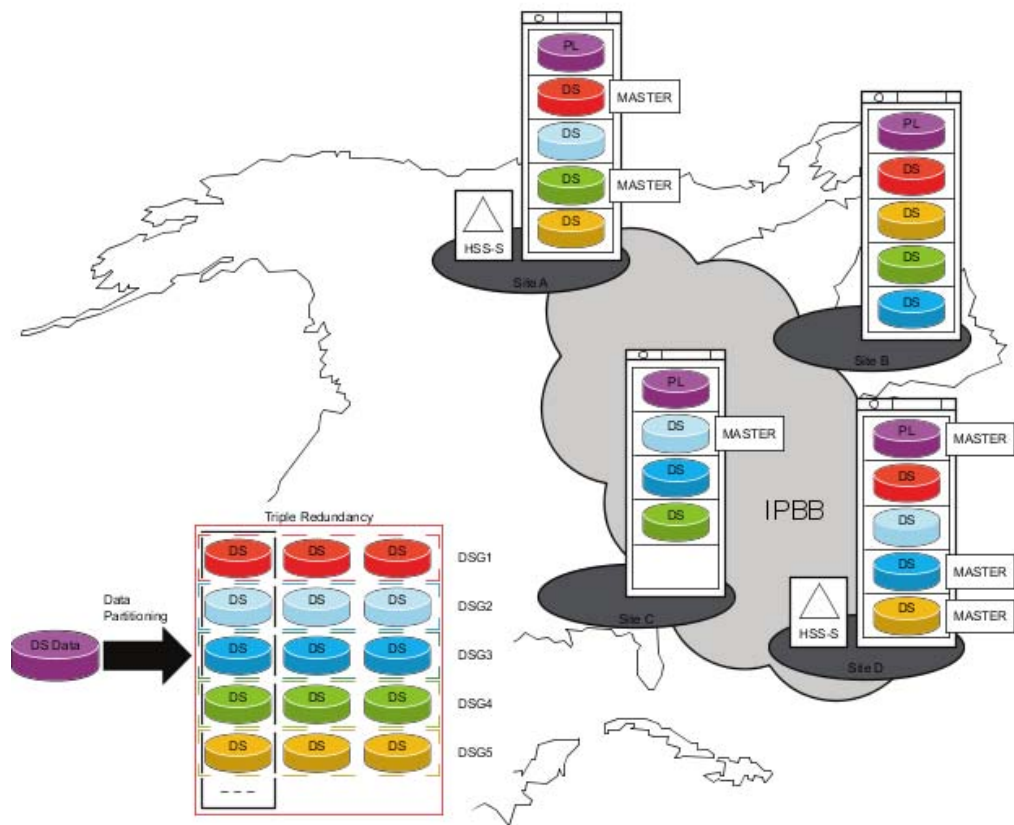 PL
DS
MASTER
DS
DS
MASTER
DS
HSS-S
Site A
PL
DS
DS
DS
DS
Site B
PL
DS
MASTER
DS
DS
Site C
IPBB
PL
MASTER
DS
DS
DS
MASTER
DS
MASTER
HSS-S
Site D
Triple Redundancy
DS DS DS DSG1
DS DS DS DSG2
DS DS DS DSG3
DS DS DS DSG4
DS DS DS DSG5
---
Data
Partitioning
DS Data